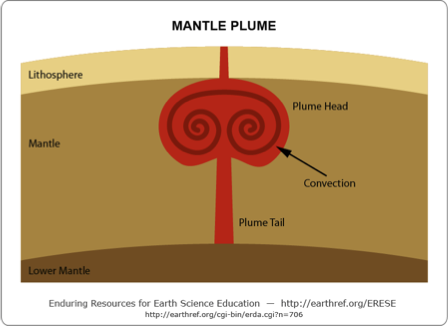 MANTLE PLUME
Lithosphere
Plume Head
Mantle
Convection
Plume Tail
Lower Mantle
Enduring Resources for Earth Science Education — http://earthref.org/ERESE
http://earthref.org/cgi-bin/erda.cgi?n=706